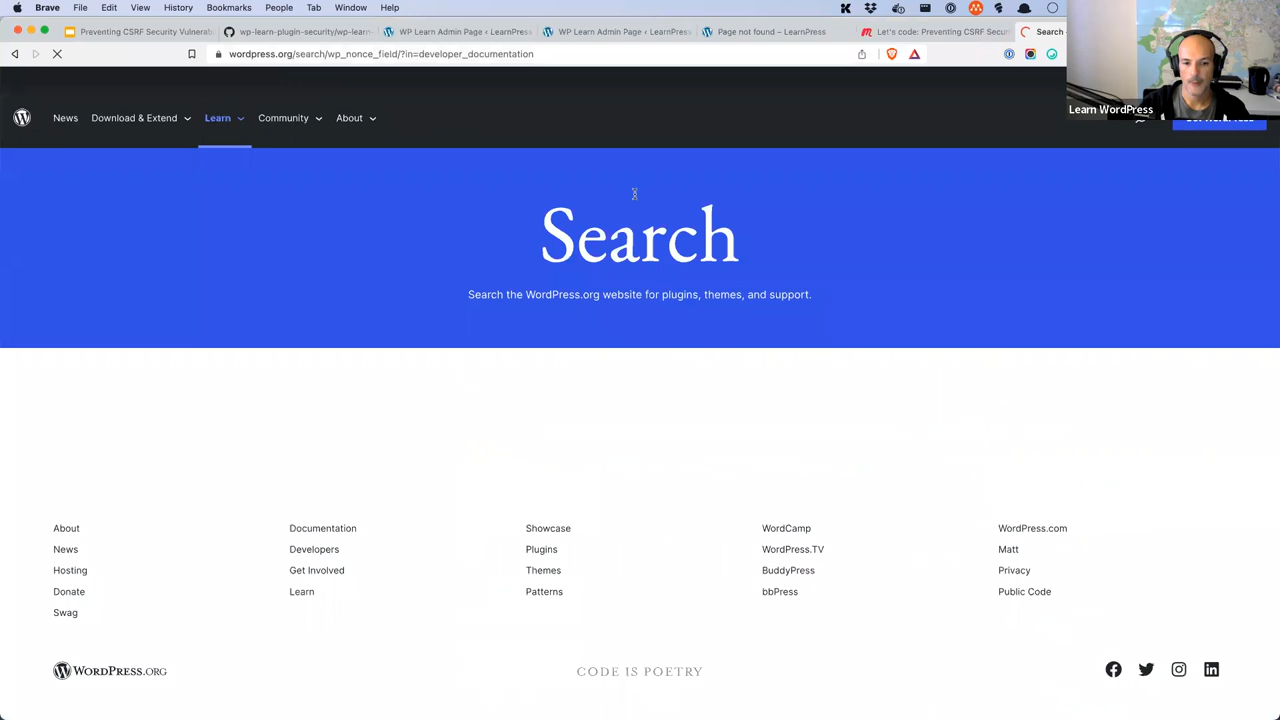 Brave File Edit View History Bookmarks People Tab Window Help
Preventing CSRF Security Vulnerab
wp-learn-plugin-security/wp-learn-
WP Learn Admin Page ‹ LearnPress
WP Learn Admin Page ‹ LearnPress
Page not found – LearnPress
Let's code: Preventing CSRF Secu
Search -
wordpress.org/search/wp_nonce_field/?in=developer_documentation
Learn WordPress
News Download & Extend Learn Community About
Search
Search the WordPress.org website for plugins, themes, and support.
About Documentation Showcase WordCamp WordPress.com
News Developers Plugins WordPress.TV Matt
Hosting Get Involved Themes BuddyPress Privacy
Donate Learn Patterns bbPress Public Code
Swag
WORDPRESS.ORG
CODE IS POETRY